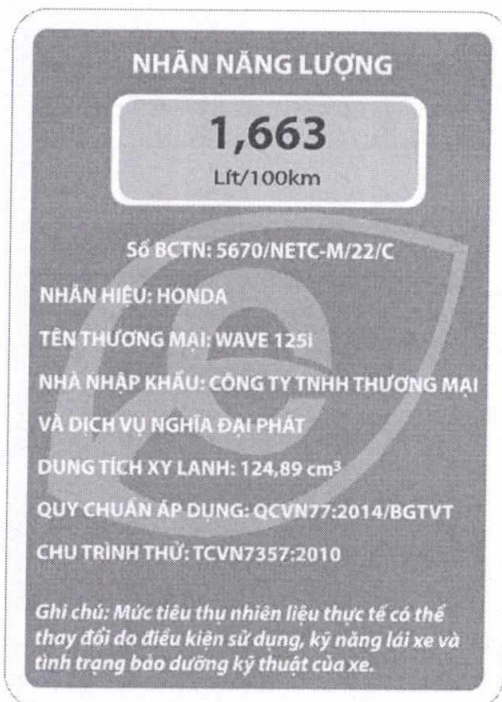 NHÃN NĂNG LƯỢNG
1,663
Lít/100km
Số BCTN: 5670/NETC-M/22/C
NHÃN HIỆU: HONDA
TÊN THƯƠNG MẠI: WAVE 125i
NHÀ NHẬP KHẨU: CÔNG TY TNHH THƯƠNG MẠI
VÀ DỊCH VỤ NGHĨA ĐẠI PHÁT
DUNG TÍCH XY LANH: 124,89 cm³
QUY CHUẨN ÁP DỤNG: QCVN77:2014/BGTVT
CHU TRÌNH THỬ: TCVN7357:2010
Ghi chú: Mức tiêu thụ nhiên liệu thực tế có thể
thay đổi do điều kiện sử dụng, kỹ năng lái xe và
tình trạng bảo dưỡng kỹ thuật của xe.